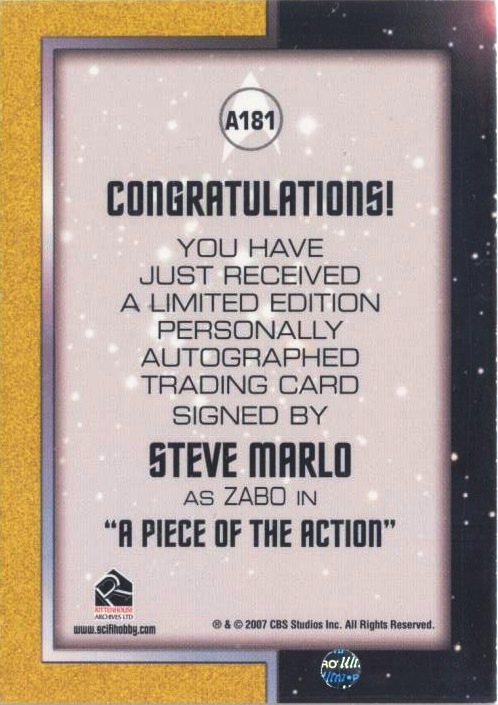 A181
CONGRATULATIONS!
YOU HAVE
JUST RECEIVED
A LIMITED EDITION
PERSONALLY
AUTOGRAPHED
TRADING CARD
SIGNED BY
STEVE MARLO
AS ZABO IN
"A PIECE OF THE ACTION"
RITTENHOUSE
ARCHIVES LTD
www.scifihobby.com
® & © 2007 CBS Studios Inc. All Rights Reserved.